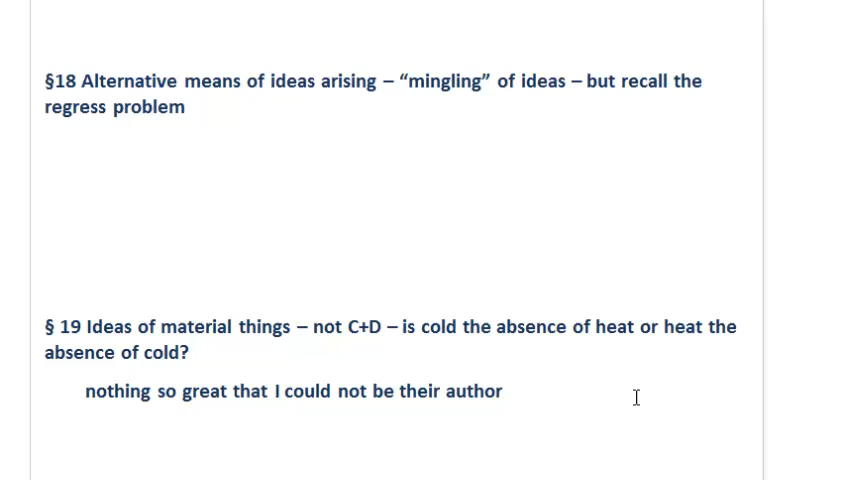 §18 Alternative means of ideas arising – “mingling” of ideas – but recall the
regress problem
§ 19 Ideas of material things – not C+D – is cold the absence of heat or heat the
absence of cold?
nothing so great that I could not be their author